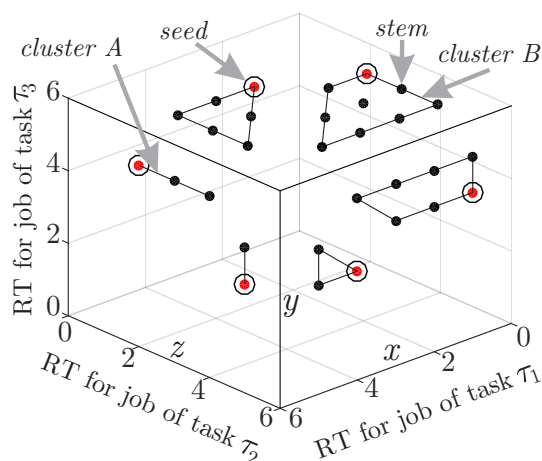 cluster A
seed
stem
cluster B
6
4
2
0
RT for job of task τ3
0
2
4
6
z
RT for job of task τ2
y
6
4
2
0
x
RT for job of task τ1